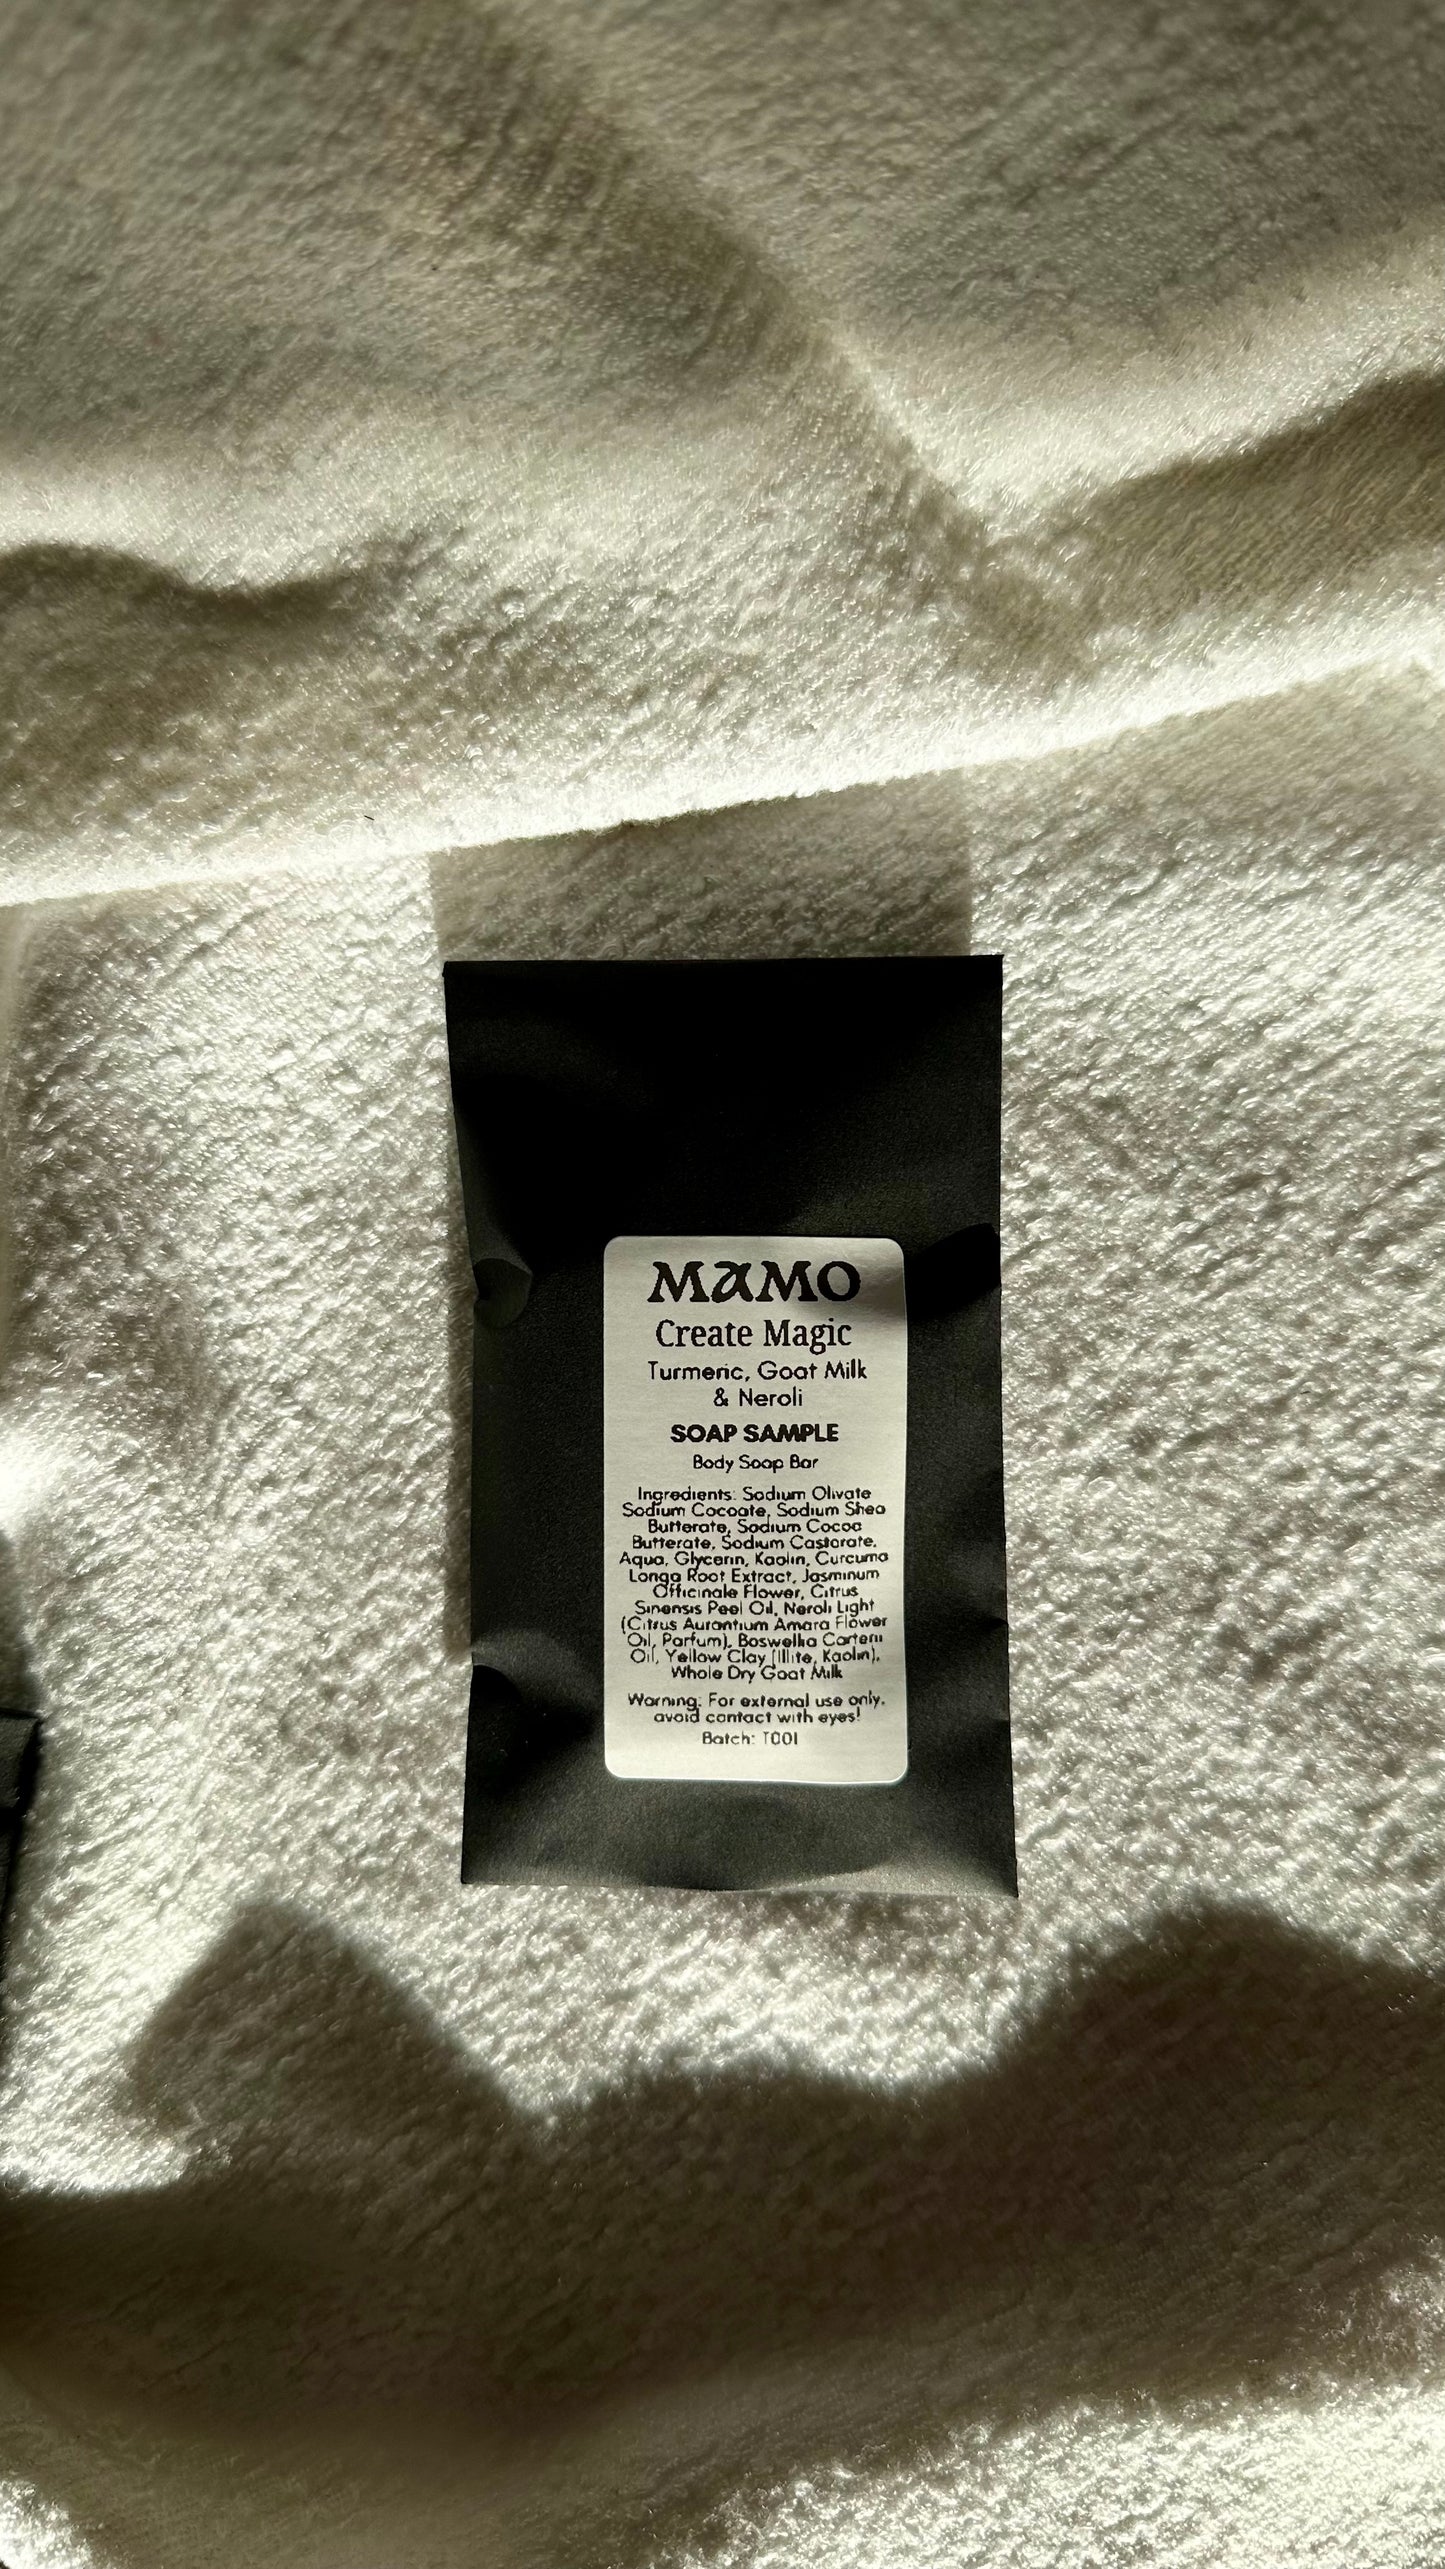 MAMO
Create Magic
Turmeric, Goat Milk
& Neroli
SOAP SAMPLE
Body Soap Bar
Ingredients: Sodium Olivate
Sodium Cocoate, Sodium Shea
Butterate, Sodium Cocoa
Butterate, Sodium Castorate,
Aqua, Glycerin, Kaolin, Curcuma
Longa Root Extract, Jasminum
Officinale Flower, Citrus
Sinensis Peel Oil, Neroli Light
(Citrus Aurantium Amara Flower
Oil, Parfum), Boswellia Carterii
Oil, Yellow Clay (Illite, Kaolin),
Whole Dry Goat Milk
Warning: For external use only,
avoid contact with eyes!
Batch: T001